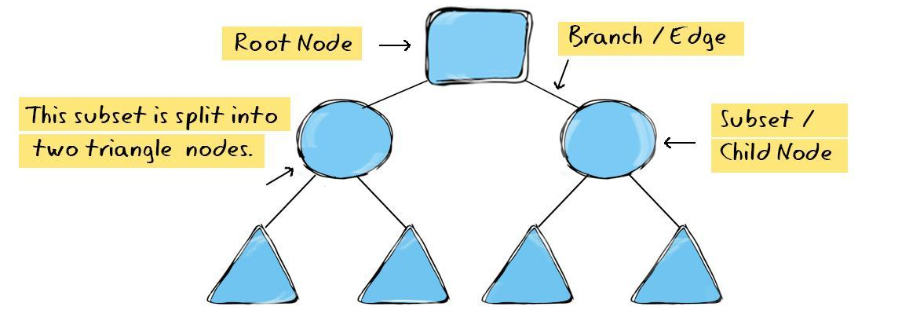 Root Node
Branch / Edge
This subset is split into
two triangle nodes.
Subset /
Child Node